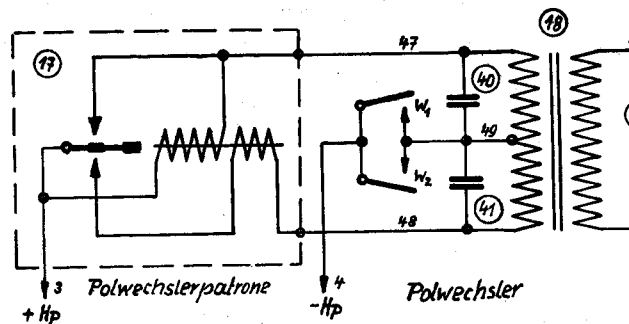 18
17
47
40
W1
49
W2
41
48
3
4
+ Hp
Polwechslerpatrone
- Hp
Polwechsler